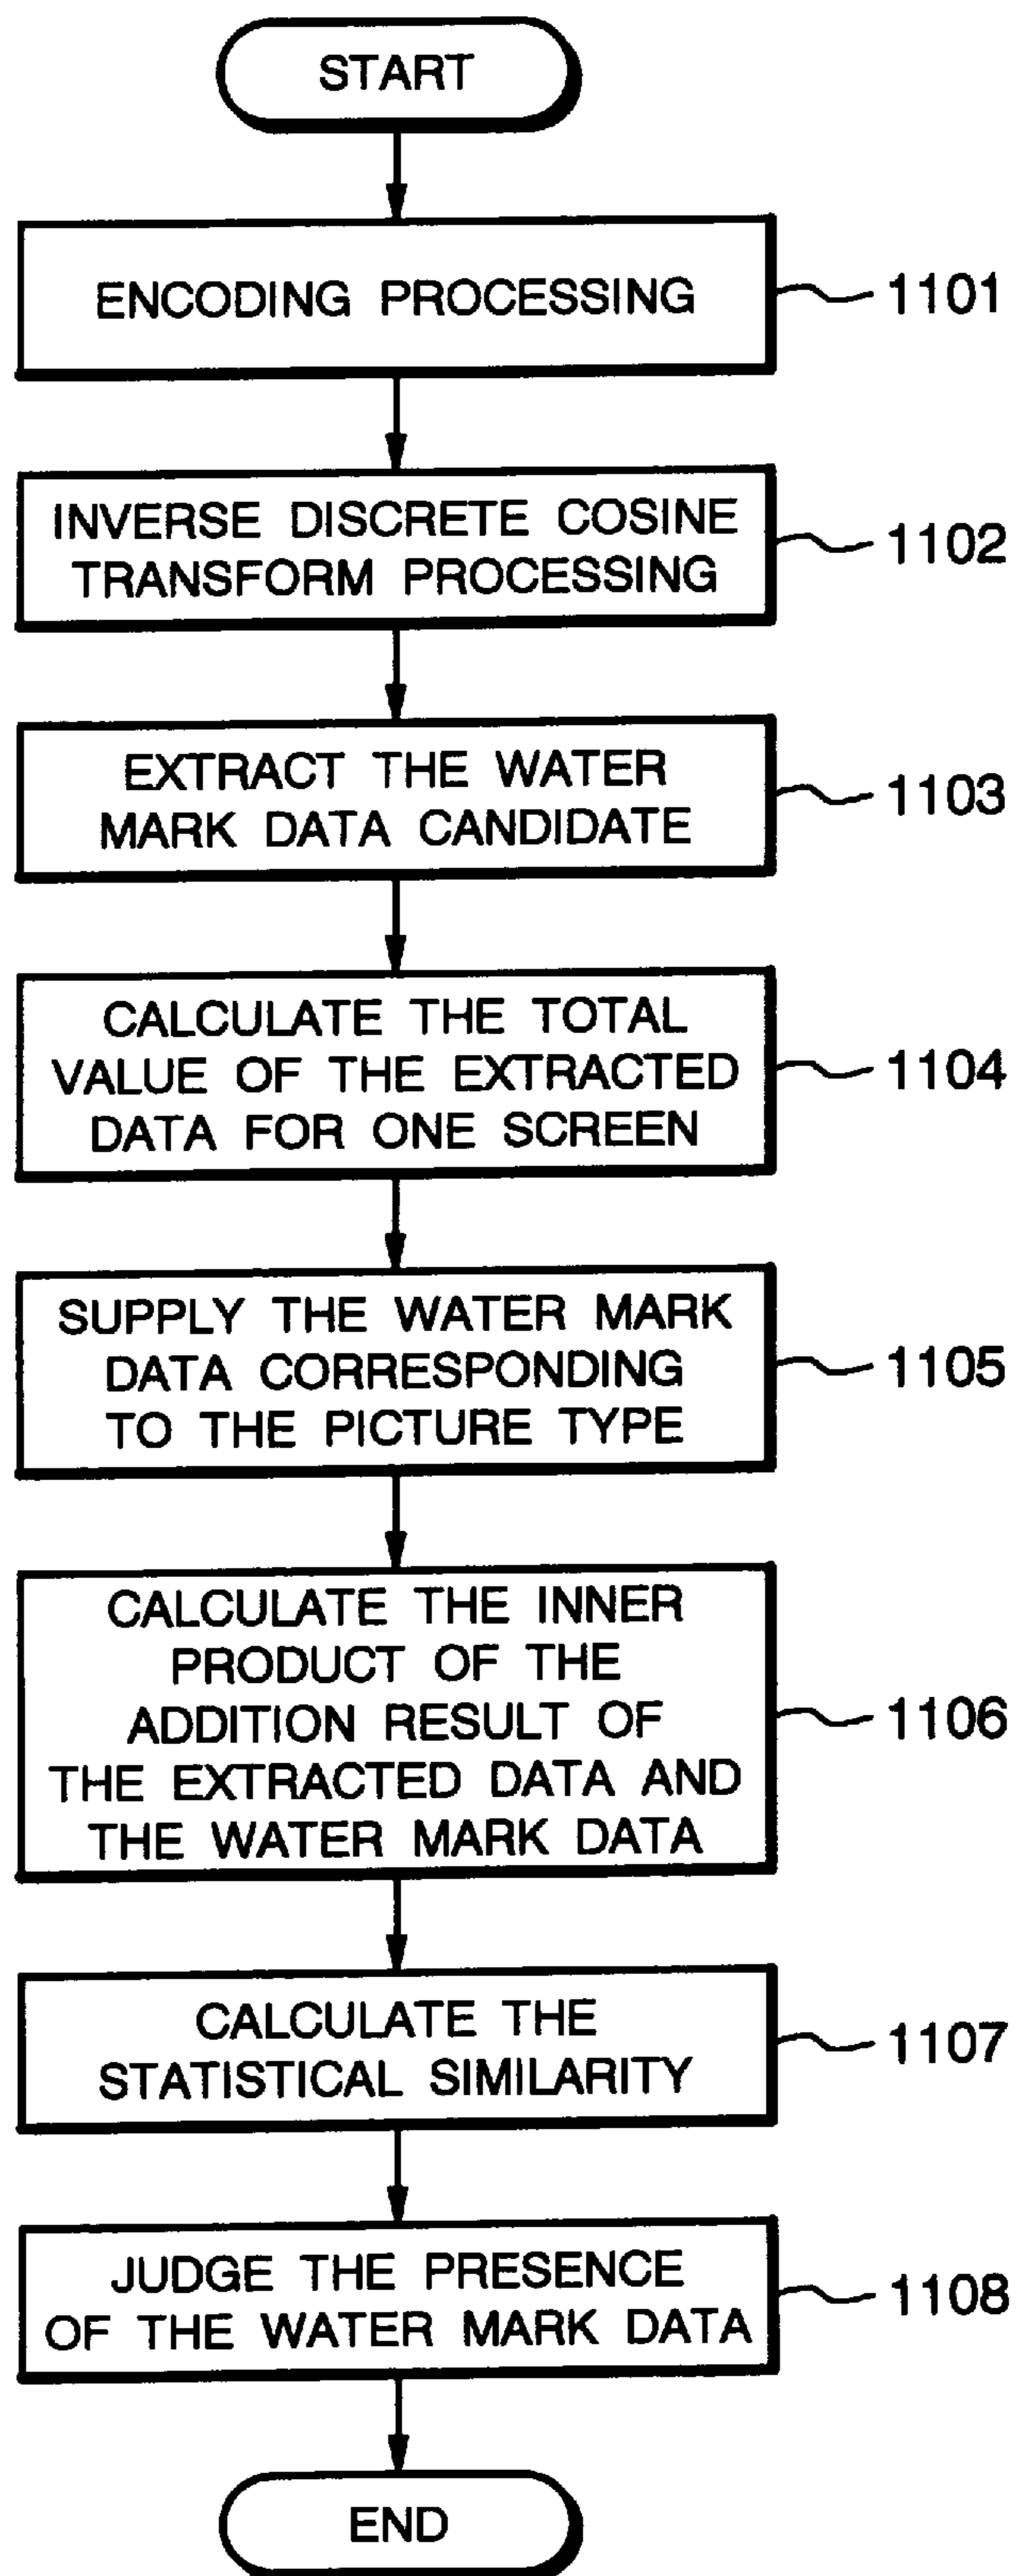 START
ENCODING PROCESSING
1101
INVERSE DISCRETE COSINE
TRANSFORM PROCESSING
1102
EXTRACT THE WATER
MARK DATA CANDIDATE
1103
CALCULATE THE TOTAL
VALUE OF THE EXTRACTED
DATA FOR ONE SCREEN
1104
SUPPLY THE WATER MARK
DATA CORRESPONDING
TO THE PICTURE TYPE
1105
CALCULATE THE INNER
PRODUCT OF THE
ADDITION RESULT OF
THE EXTRACTED DATA AND
THE WATER MARK DATA
1106
CALCULATE THE
STATISTICAL SIMILARITY
1107
JUDGE THE PRESENCE
OF THE WATER MARK DATA
1108
END